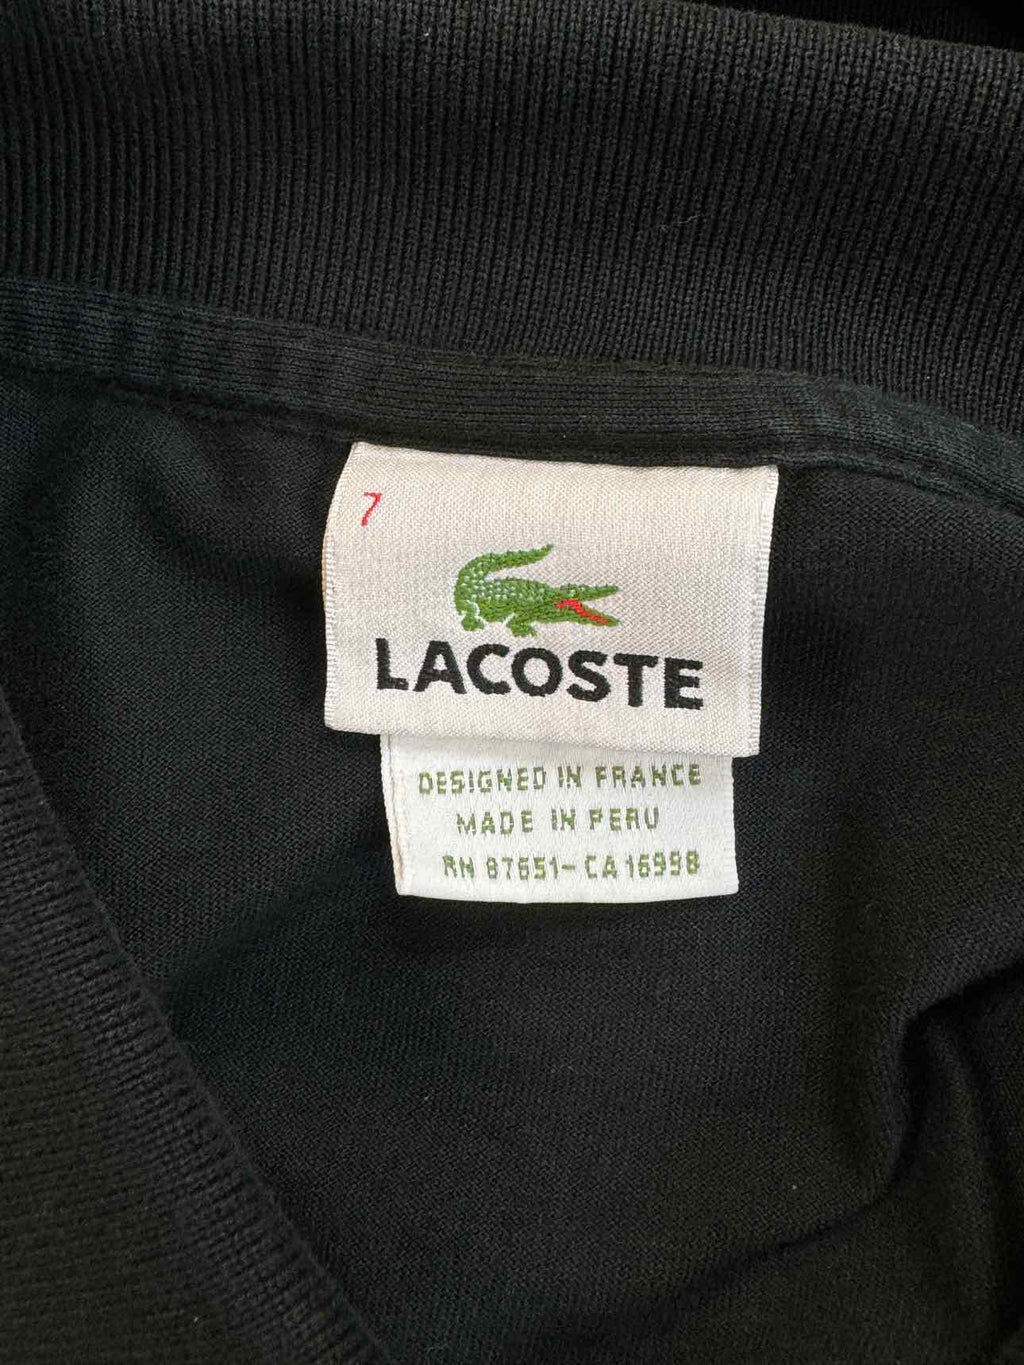 7
LACOSTE
DESIGNED IN FRANCE
MADE IN PERU
RN 87651-CA 16998